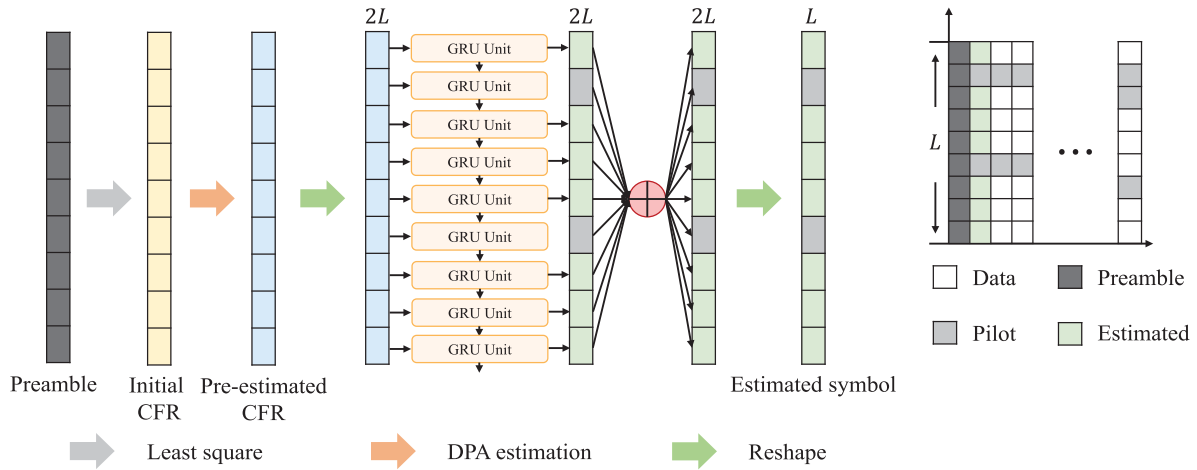 2L
2L
2L
L
GRU Unit
GRU Unit
GRU Unit
GRU Unit
GRU Unit
GRU Unit
GRU Unit
GRU Unit
GRU Unit
Preamble
Initial
CFR
Pre-estimated
CFR
Estimated symbol
Least square
DPA estimation
Reshape
L
...
Data
Preamble
Pilot
Estimated